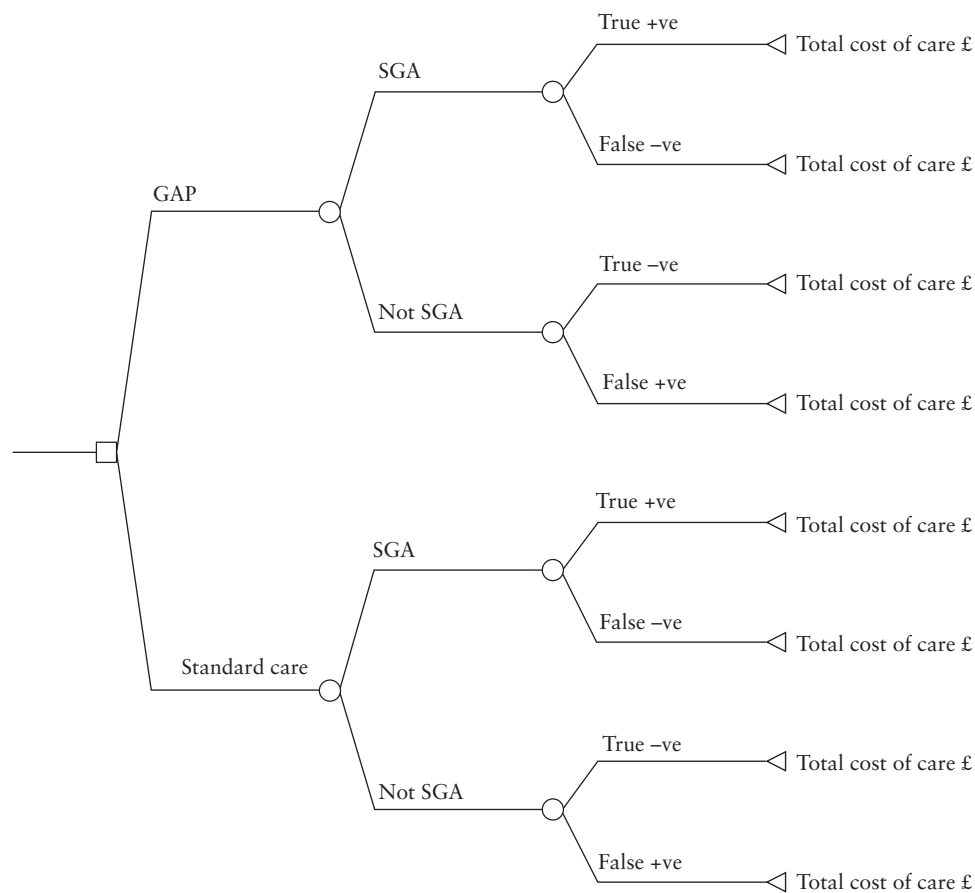 True +ve
Total cost of care £
SGA
False –ve
Total cost of care £
GAP
True –ve
Total cost of care £
Not SGA
False +ve
Total cost of care £
True +ve
Total cost of care £
SGA
False –ve
Total cost of care £
Standard care
True –ve
Total cost of care £
Not SGA
False +ve
Total cost of care £